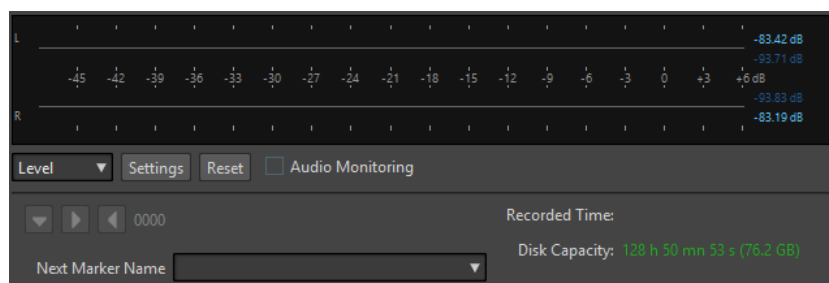 L
-83.42 dB
-93.71 dB
-45 -42 -39 -36 -33 -30 -27 -24 -21 -18 -15 -12 -9 -6 -3 0 +3 +6 dB
-93.83 dB
R
-83.19 dB
Level Settings Reset Audio Monitoring
0000
Recorded Time:
Disk Capacity: 128 h 50 mn 53 s (76.2 GB)
Next Marker Name